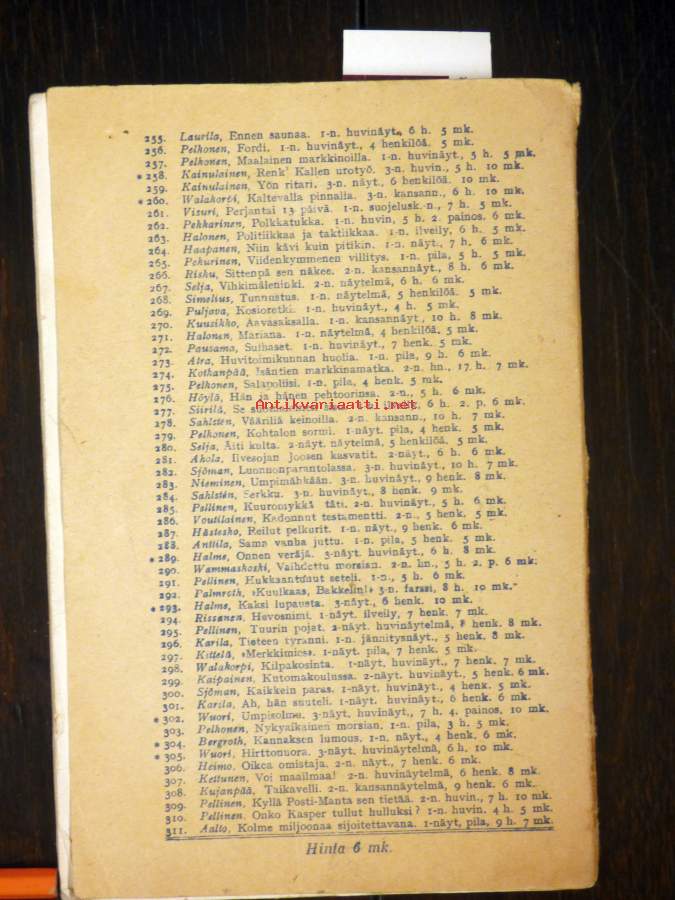 255. Laurila, Ennen saunaa. 1-n. huvinäyt., 6 h. 5 mk.
256. Pelhonen, Fordi. 1-n. huvinäyt., 4 henkilöä. 5 mk.
257. Pelhonen, Maalainen markkinoilla. 1-n. huvinäyt., 5 h. 5 mk.
* 258. Kainulainen, Renk' Kallen urotyö. 3-n. huvin., 5 h. 10 mk.
259. Kainulainen, Yön ritari. 3-n. näyt., 6 henkilöä. 10 mk.
* 260. Walakorpi, Kaltevalla pinnalla. 3-n. kansann., 6 h. 10 mk.
261. Visuri, Perjantai 13 päivä. 1-n. suojelusk.-n., 7 h. 5 mk.
262. Pekkarinen, Polkkatukka. 1-n. huvin, 5 h. 2. painos. 6 mk.
263. Halonen, Politiikkaa ja taktiikkaa. 1-n. ilveily, 6 h. 5 mk.
264. Haapanen, Niin kävi kuin pitikin. 1-n. näyt., 7 h. 6 mk.
265. Pekurinen, Viidenkymmenen villitys. 1-n. pila, 5 h. 5 mk.
266. Risku, Sittenpä sen näkee. 2-n. kansannäyt., 8 h. 6 mk.
267. Selja, Vihkimäleninki. 2-n. näytelmä, 6 h. 6 mk.
268. Simelius, Tunnustus. 1-n. näytelmä, 5 henkilöä. 5 mk.
269. Puljava, Kosioretki. 1-n. huvinäyt., 4 h. 5 mk.
270. Kuusikko, Aavasaksalla. 1-n. kansannäyt., 10 h. 8 mk.
271. Halonen, Mariana. 1-n. näytelmä, 4 henkilöä. 5 mk.
272. Pausama, Sulhaset. 1-n. huvinäyt., 7 henk. 5 mk.
273. Aira, Huvitoimikunnan huolia. 1-n. pila, 9 h. 6 mk.
274. Kotkanpää, Isäntien markkinamatka. 2-n. hn., 17 h. 7 mk.
275. Pelhonen, Salapoliisi. 1-n. pila, 4 henk. 5 mk.
276. Höylä, Hän ja hänen pehtoorinsa. 2-n., 5 h. 6 mk.
Antikvariaatti.net
277. Siirilä, Se 6 h. 2. p. 6 mk.
278. Sahlstén, Vääriliä keinoilla. 2-n. kansann., 10 h. 7 mk.
279. Pelhonen, Kohtalon sormi. 1-näyt. pila, 4 henk. 5 mk.
280. Selja, Äiti kulta. 2-näyt. näytelmä, 5 henkilöä. 5 mk.
281. Ahola, Ilvesojan Joosen kasvatit. 2-näyt., 6 h. 6 mk.
282. Sjöman, Luonnonparantolassa. 3-n. huvinäyt., 10 h. 7 mk.
283. Nieminen, Umpimähkään. 3-n. huvinäyt., 9 henk. 8 mk.
284. Sahlstén, Serkku. 3-n. huvinäyt., 8 henk. 9 mk.
285. Pellinen, Kuuromykkä täti. 2-n. huvinäyt., 5 h. 6 mk.
286. Voutilainen, Kadonnut testamentti. 2-n., 5 henk. 5 mk.
287. Hästesko, Reilut pelkurit. 1-n. näyt., 9 henk. 6 mk.
288. Anttila, Sama vanha juttu. 1-n. pila, 5 henk. 5 mk.
* 289. Halme, Onnen veräjä. 3-näyt. huvinäyt., 6 h. 8 mk.
290. Wammaskoski, Vaihdettu morsian. 2-n. hn., 5 h. 2. p. 6 mk.
291. Pellinen, Hukkaantunut seteli. 1-n., 5 h. 6 mk.
292. Palmroth, »Kuulkaas, Bakkelin!» 3-n. farssi, 8 h. 10 mk.
* 293. Halme, Kaksi lupausta. 3-näyt., 6 henk. 10 mk.
294. Rissanen, Hevosnimi. 1-näyt. ilveily, 7 henk. 7 mk.
295. Pellinen, Tuurin pojat. 2-näyt. huvinäytelmä, 8 henk. 8 mk.
296. Karila, Tieteen tyranni. 1-n. jännitysnäyt., 5 henk. 8 mk.
297. Kittelä, »Merkkimies». 1-näyt. pila, 7 henk. 5 mk.
298. Walakorpi, Kilpakosinta. 1-näyt. huvinäyt., 7 henk. 7 mk.
299. Kaipainen, Kutomakoulussa. 2-näyt. huvinäyt., 5 henk. 6 mk.
300. Sjöman, Kaikkein paras. 1-näyt. huvinäyt., 4 henk. 5 mk.
301. Karila, Ah, hän suuteli. 1-näyt. huvinäyt., 6 henk. 6 mk.
* 302. Wuori, Umpisolmu. 3-näyt. huvinäyt., 7 h. 4. painos. 10 mk.
303. Pelhonen, Nykyaikainen morsian. 1-n. pila, 3 h. 5 mk.
* 304. Bergroth, Kannaksen lumous. 1-n. näyt., 4 henk. 6 mk.
* 305. Wuori, Hirttonuora. 3-näyt. huvinäytelmä, 6 h. 10 mk.
306. Heimo, Oikea omistaja. 2-n. näyt., 7 henk. 6 mk.
307. Kettunen, Voi maailmaa! 2-n. huvinäytelmä, 6 henk. 8 mk.
308. Kujanpää, Taikavelli. 2-n. kansannäytelmä, 9 henk. 6 mk.
309. Pellinen, Kyllä Posti-Manta sen tietää. 2-n. huvin., 7 h. 10 mk.
310. Pellinen, Onko Kasper tullut hulluksi? 1-n. huvin. 4 h. 5 mk.
311. Aalto, Kolme miljoonaa sijoitettavana. 1-näyt, pila, 9 h. 7 mk.
Hinta 6 mk.